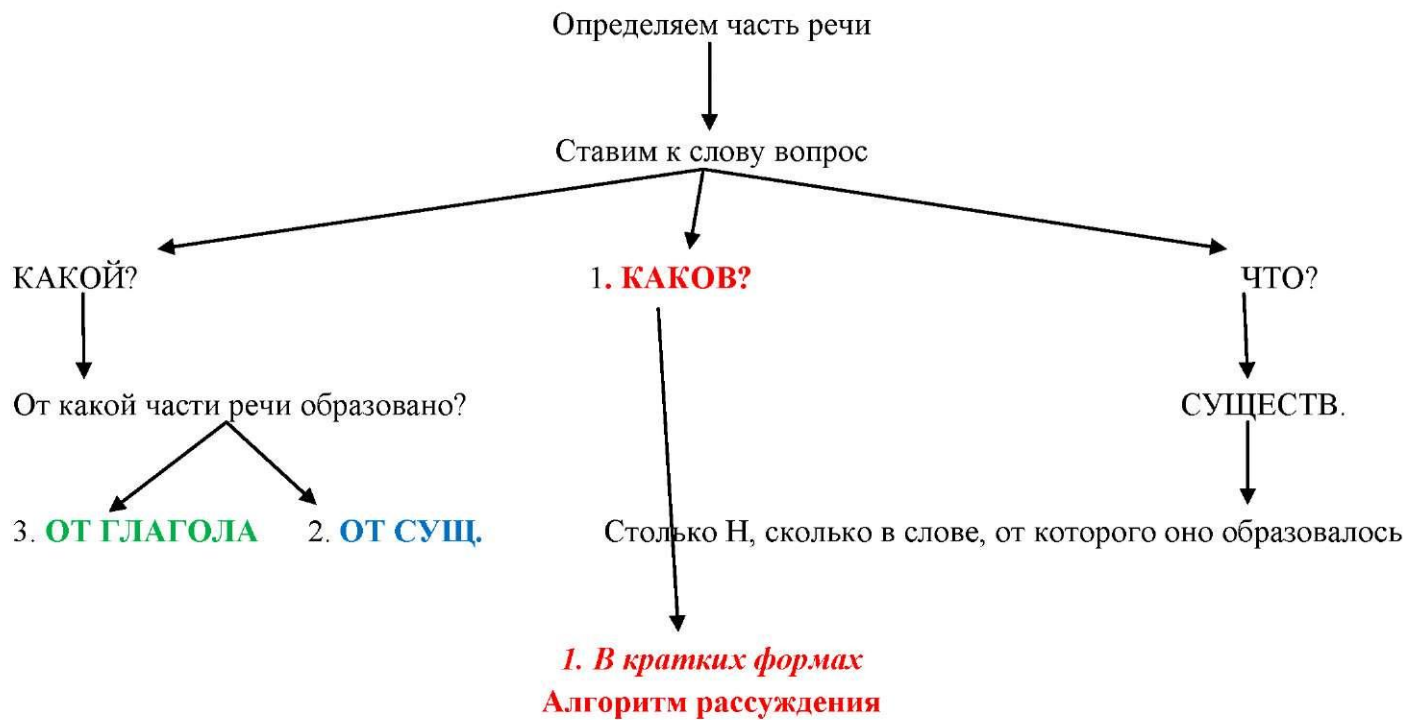 Определяем часть речи
Ставим к слову вопрос
КАКОЙ? 1. КАКОВ? ЧТО?
От какой части речи образовано? СУЩЕСТВ.
3. ОТ ГЛАГОЛА 2. ОТ СУЩ. Столько Н, сколько в слове, от которого оно образовалось
1. В кратких формах
Алгоритм рассуждения